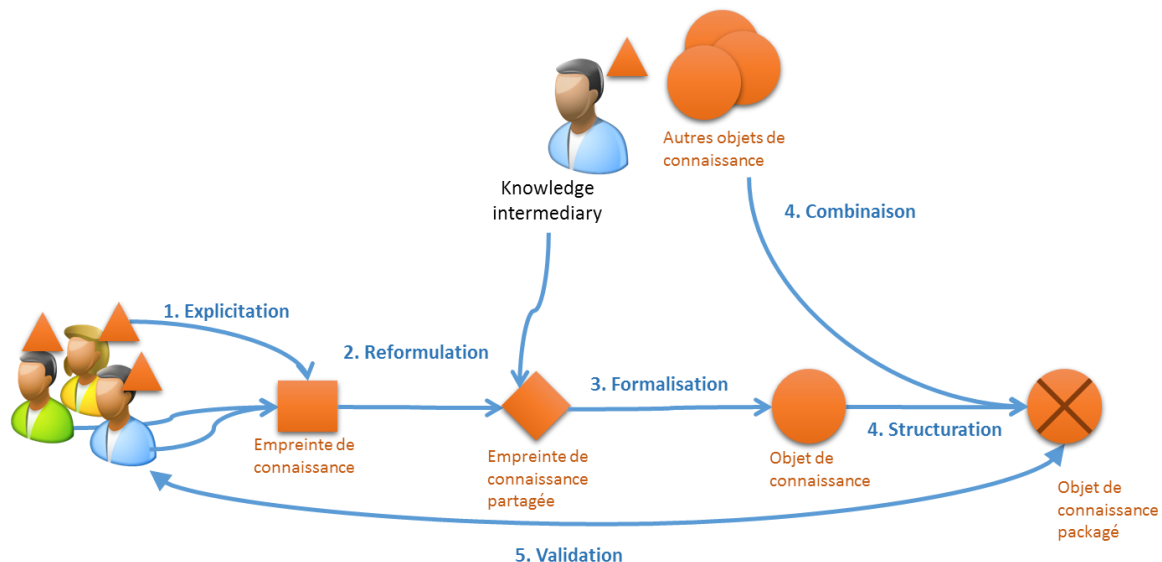 Autres objets de
connaissance
Knowledge
intermediary
4. Combinaison
1. Explicitation
2. Reformulation
3. Formalisation
4. Structuration
Empreinte de
connaissance
Empreinte de
connaissance
partagée
Objet de
connaissance
Objet de
connaissance
packagé
5. Validation